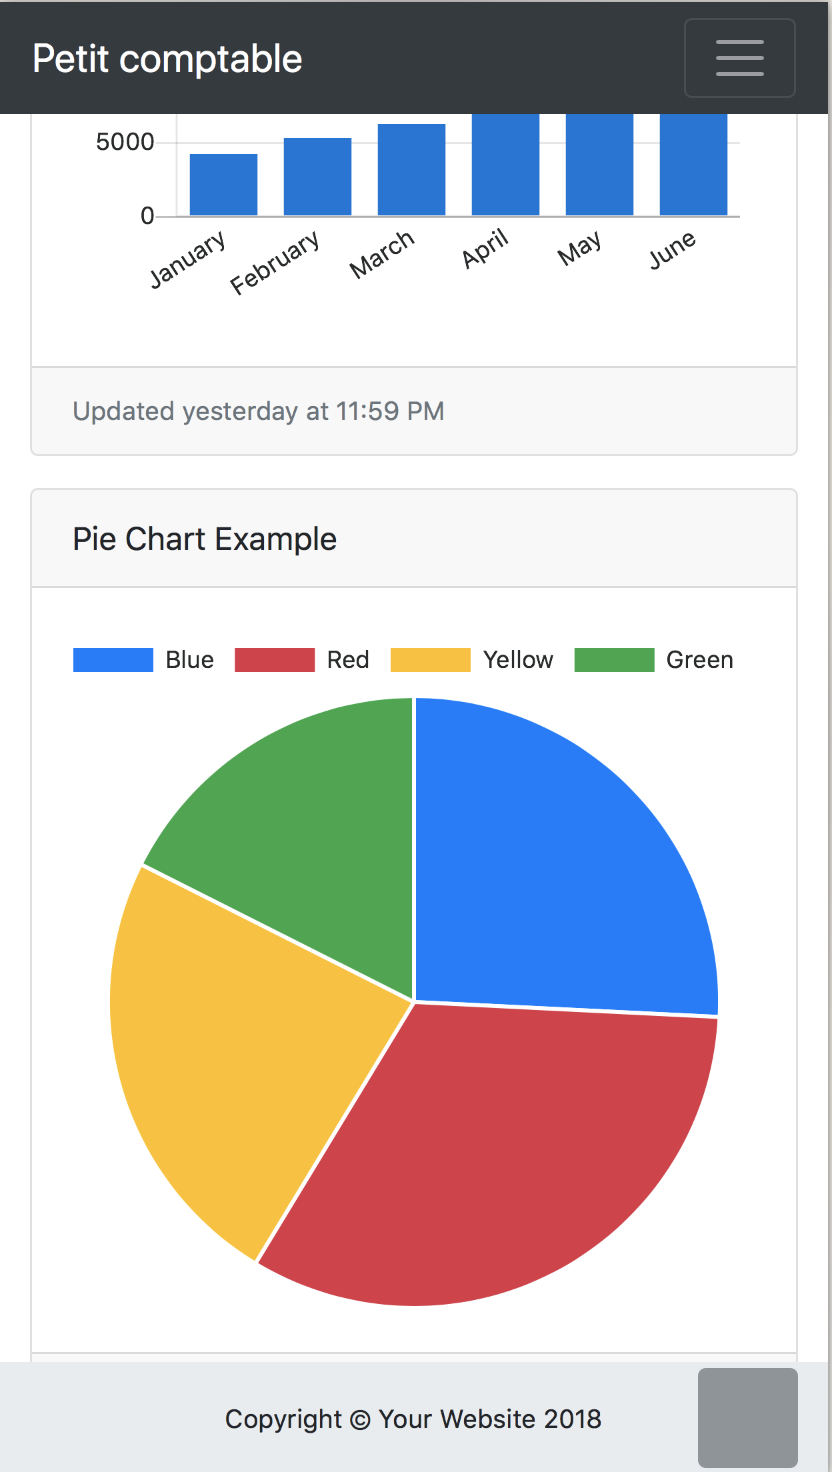 Petit comptable
5000
0
January February March April May June
Updated yesterday at 11:59 PM
Pie Chart Example
Blue Red Yellow Green
Copyright © Your Website 2018